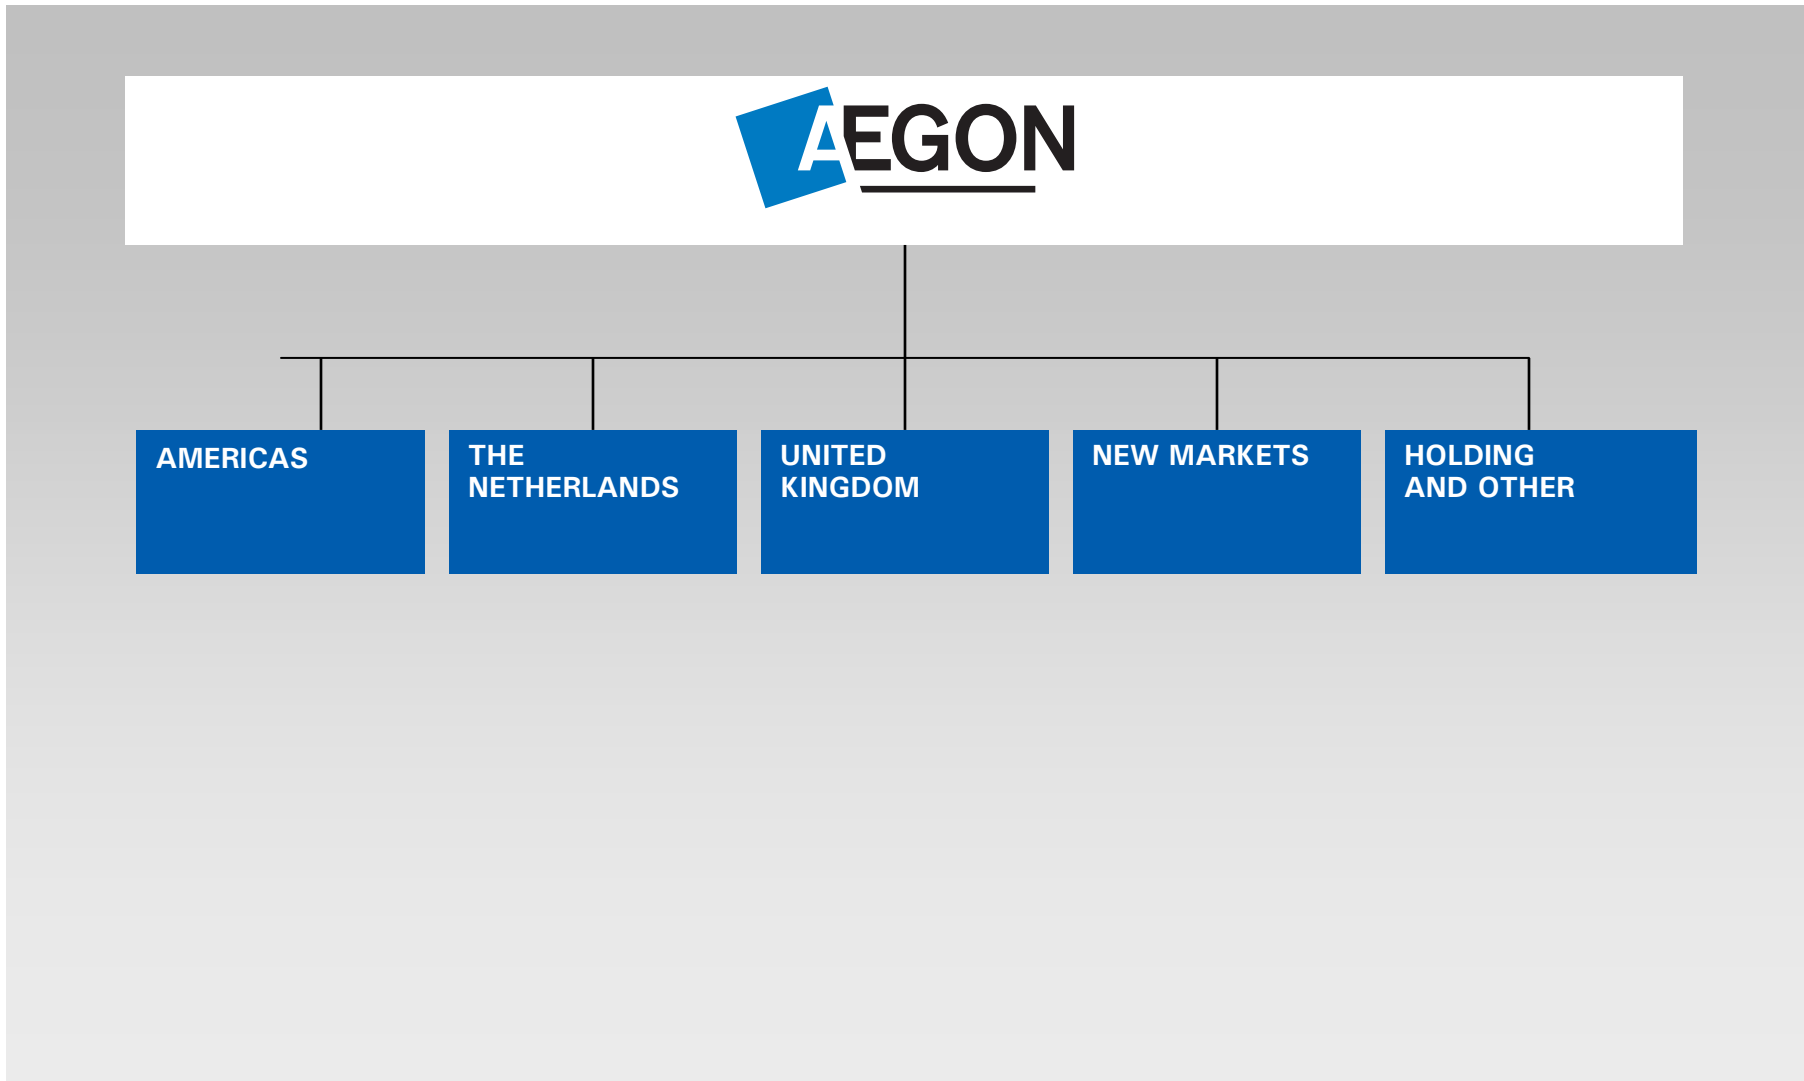 AEGON
AMERICAS
THE
NETHERLANDS
UNITED
KINGDOM
NEW MARKETS
HOLDING
AND OTHER